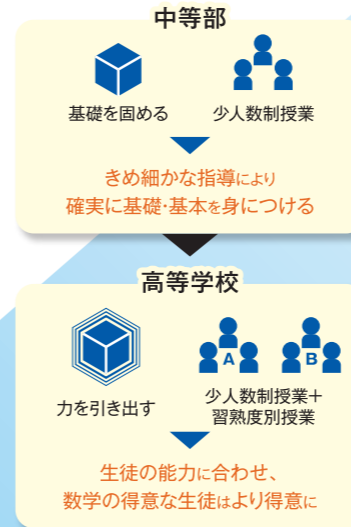 中等部
基礎を固める
少人数制授業
きめ細かな指導により
確実に基礎・基本を身につける
高等学校
A
B
力を引き出す
少人数制授業＋
習熟度別授業
生徒の能力に合わせ、
数学の得意な生徒はより得意に